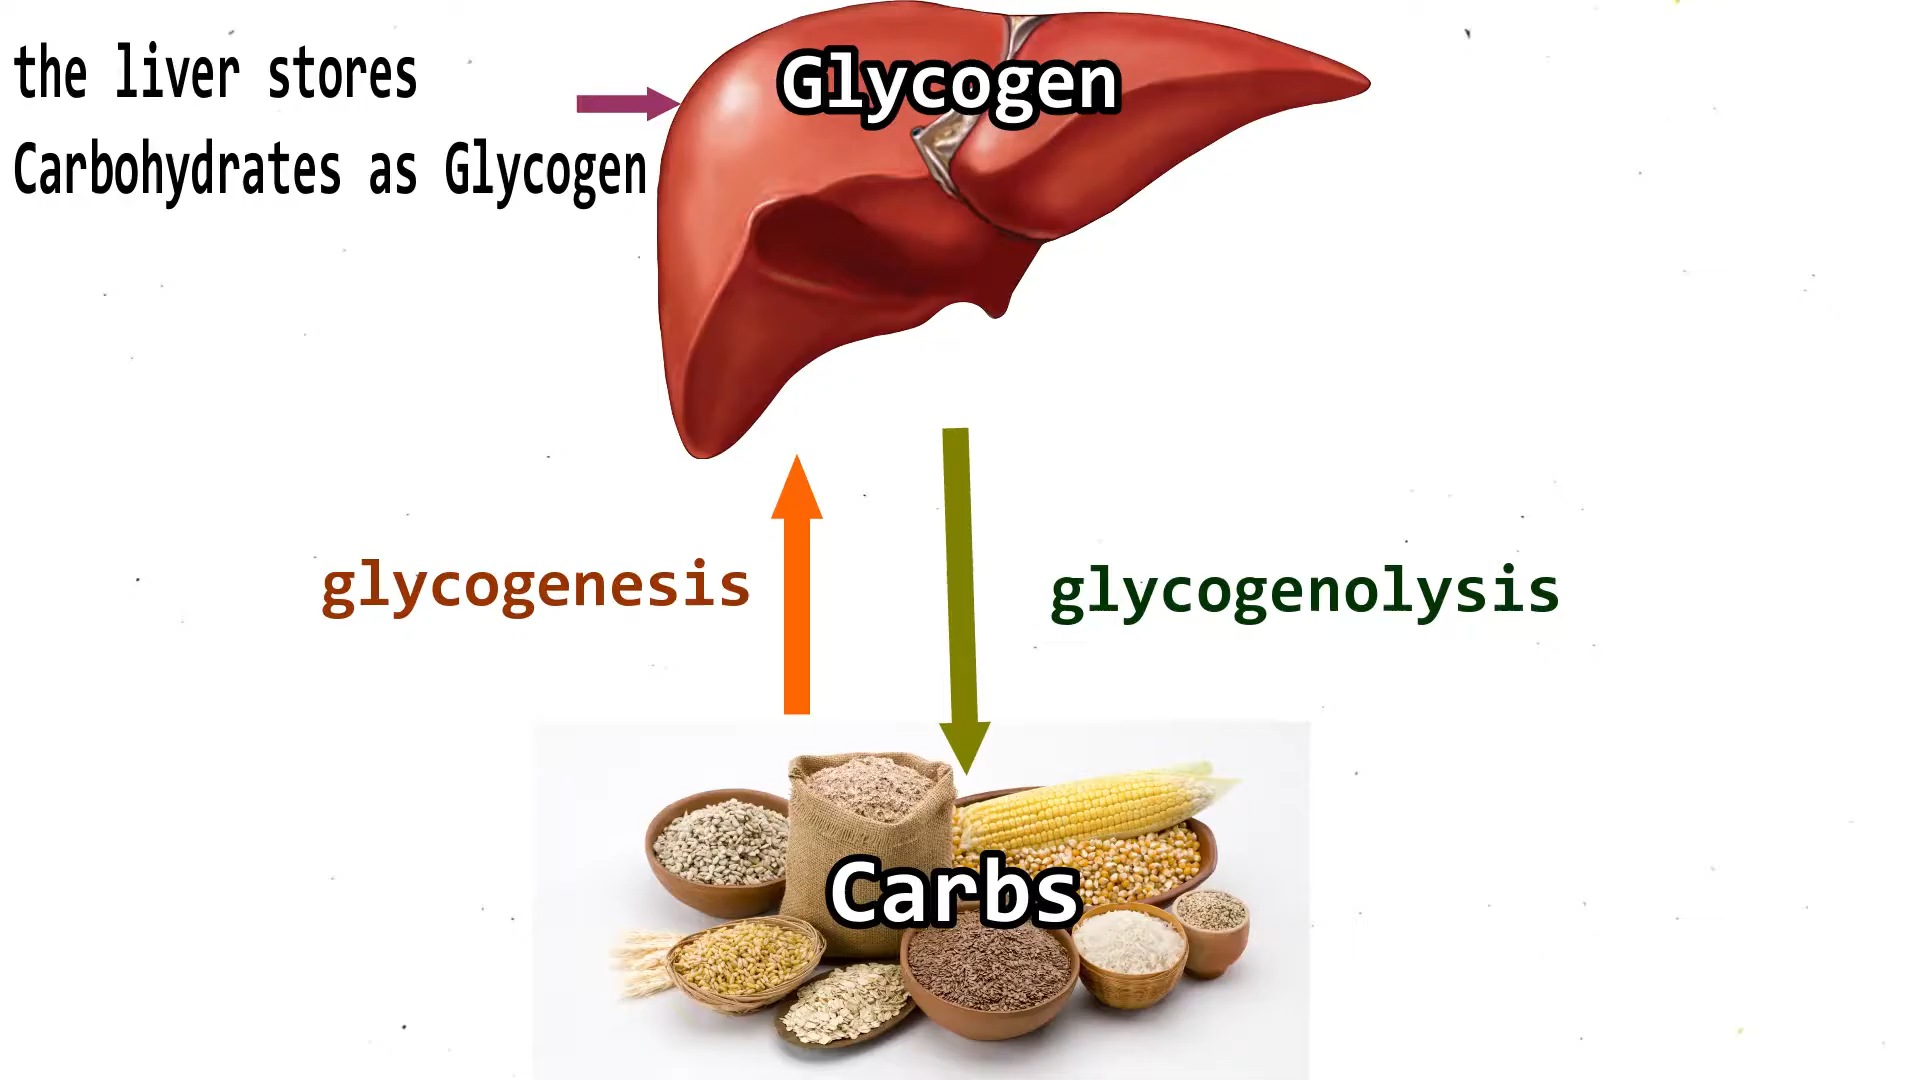 the liver stores
Carbohydrates as Glycogen
Glycogen
glycogenesis
glycogenolysis
Carbs